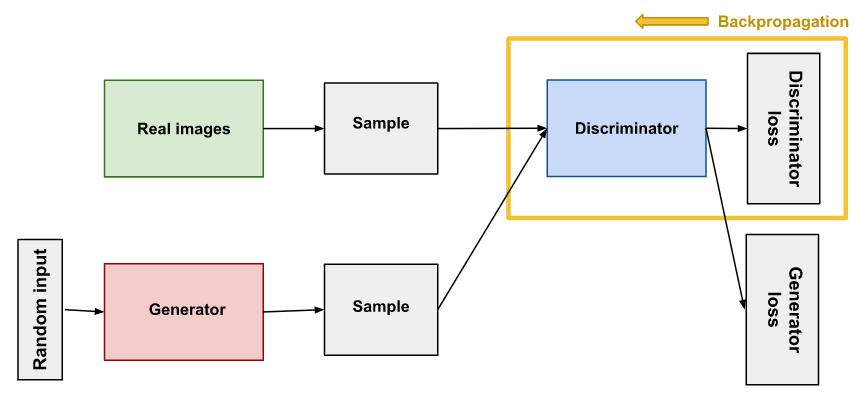 Backpropagation
Real images
Sample
Discriminator
Discriminator
loss
Random input
Generator
Sample
Generator
loss